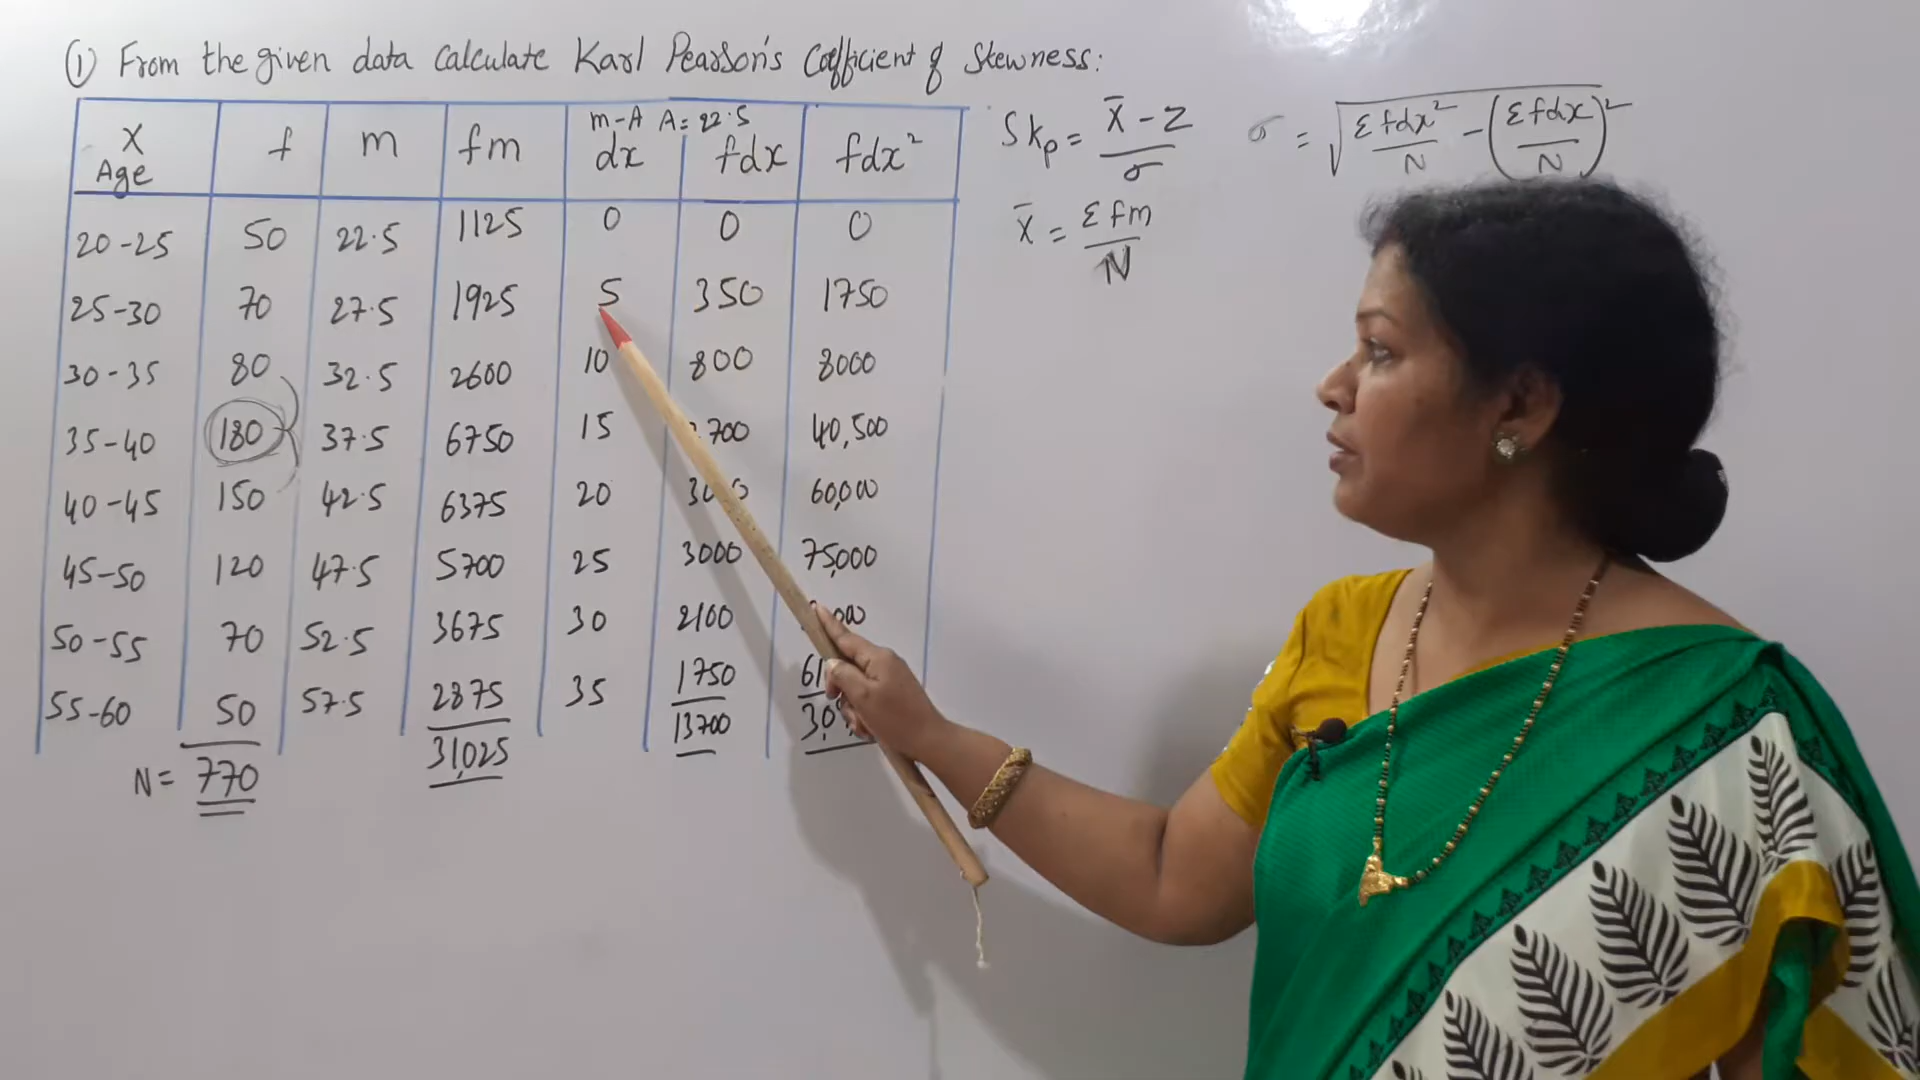 ① From the given data calculate Karl Pearson's Coefficient of Skewness:
X Age f m fm m-A dx A=22.5 fdx fdx²
20-25 50 22.5 1125 0 0 0
25-30 70 27.5 1925 5 350 1750
30-35 80 32.5 2600 10 800 8000
35-40 180 37.5 6750 15 40,500
40-45 150 42.5 6375 20 60,000
45-50 120 47.5 5700 25 3000 75,000
50-55 70 52.5 3675 30 2100
55-60 50 57.5 2875 35 1750
N = 770 31,025 13700
Skp = X̄ - Z / σ
σ = √Σfdx²/N - (Σfdx/N)²
X̄ = Σfm / N